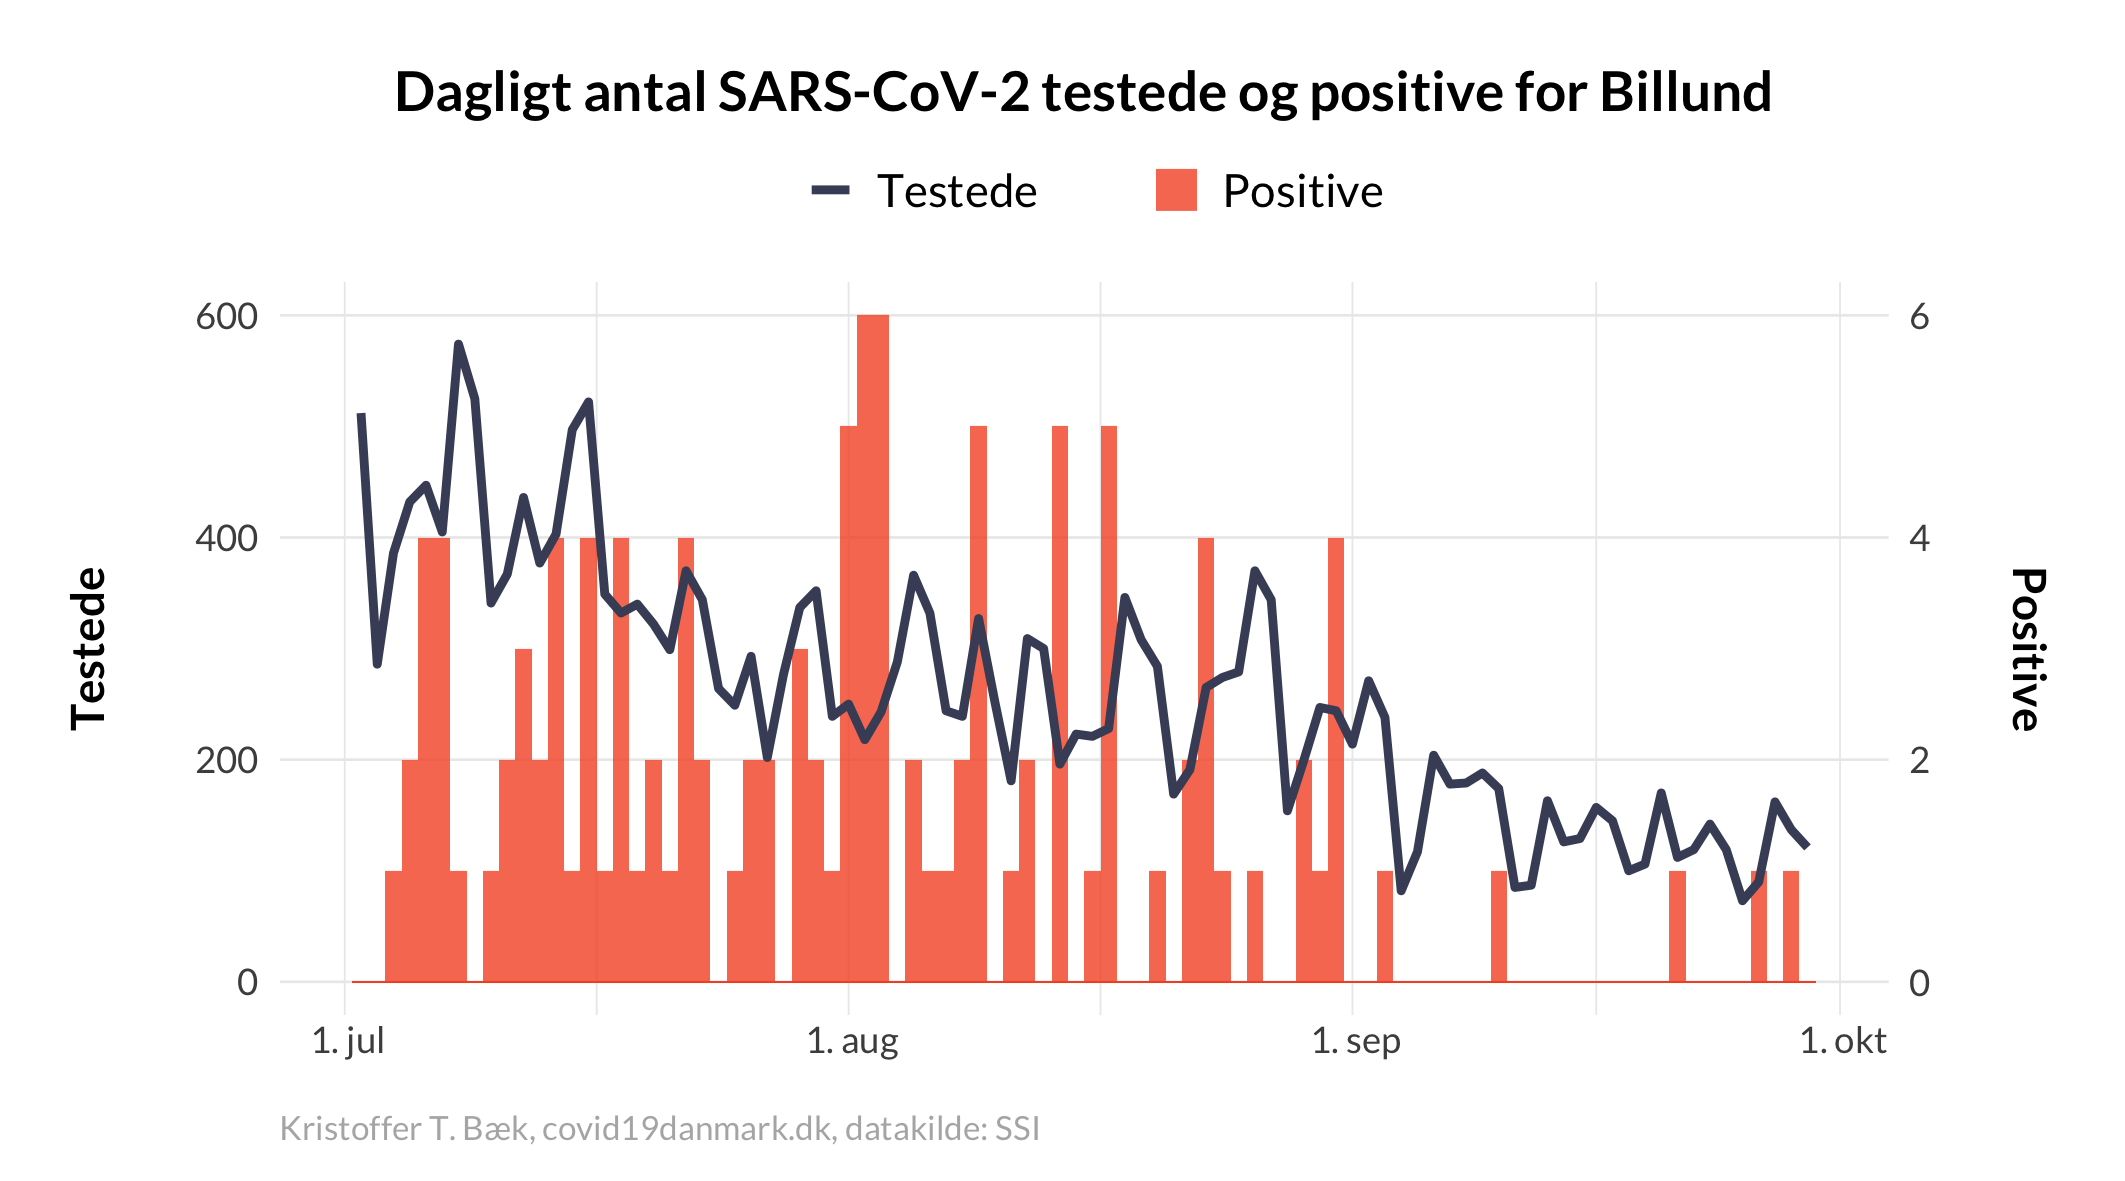 Dagligt antal SARS-CoV-2 testede og positive for Billund
Testede Positive
600 6
400 4
200 2
0 0
Testede
Positive
1. jul 1. aug 1. sep 1. okt
Kristoffer T. Bæk, covid19danmark.dk, datakilde: SSI